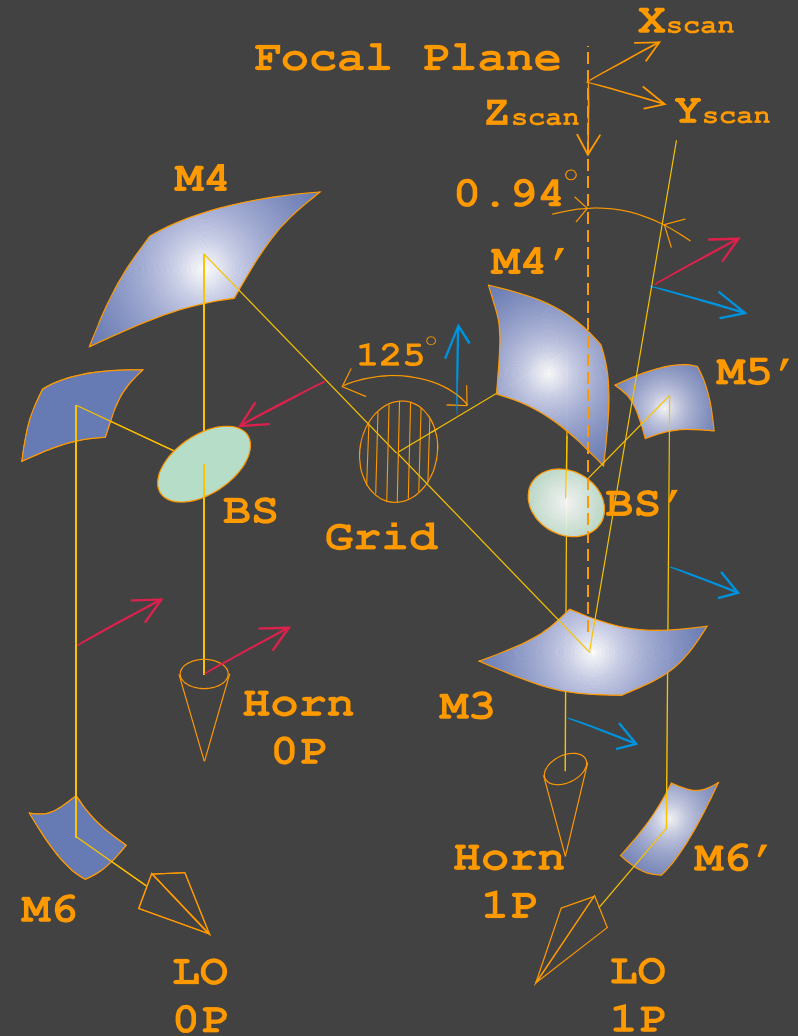 Xscan
Focal Plane
Zscan
Yscan
M4
0.94°
M4′
125°
M5′
BS
BS′
Grid
Horn
0P
M3
Horn
1P
M6′
M6
LO
0P
LO
1P